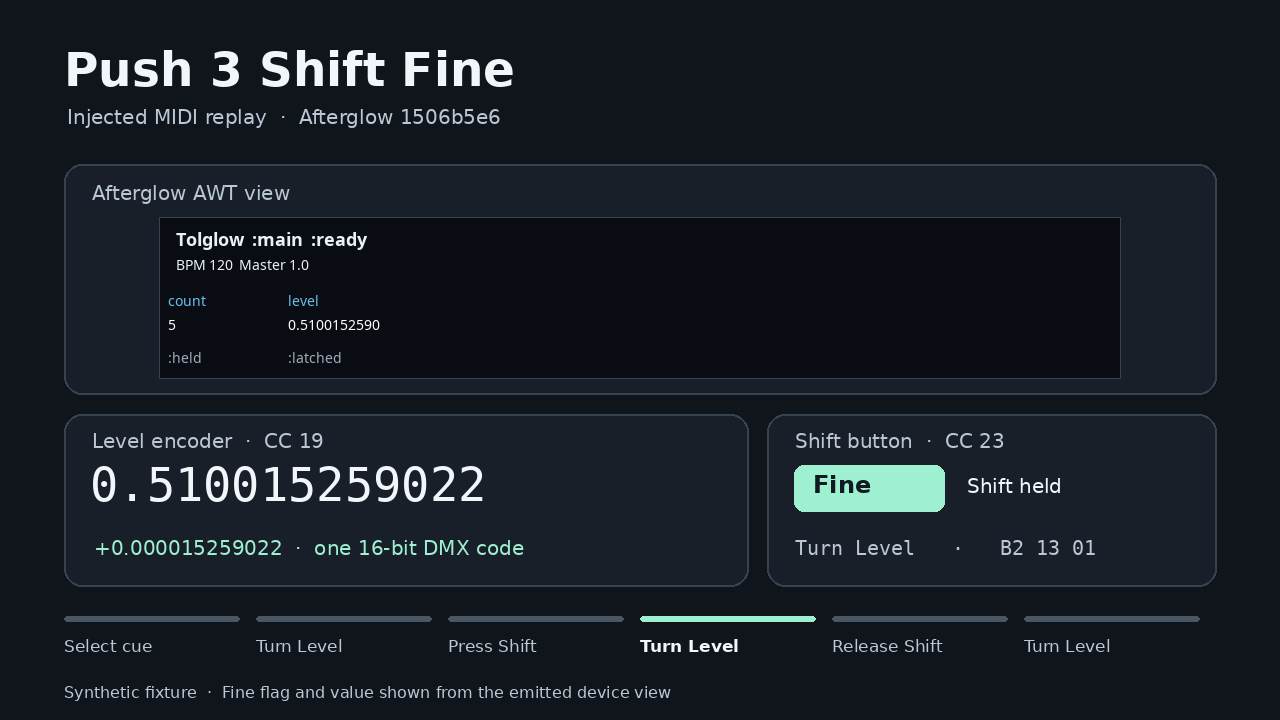 Push 3 Shift Fine
Injected MIDI replay · Afterglow 1506b5e6
Afterglow AWT view
Tolglow :main :ready
BPM 120 Master 1.0
count level
5 0.5100152590
:held :latched
Level encoder · CC 19
0.510015259022
+0.000015259022 · one 16-bit DMX code
Shift button · CC 23
Fine Shift held
Turn Level · B2 13 01
Select cue Turn Level Press Shift Turn Level Release Shift Turn Level
Synthetic fixture · Fine flag and value shown from the emitted device view